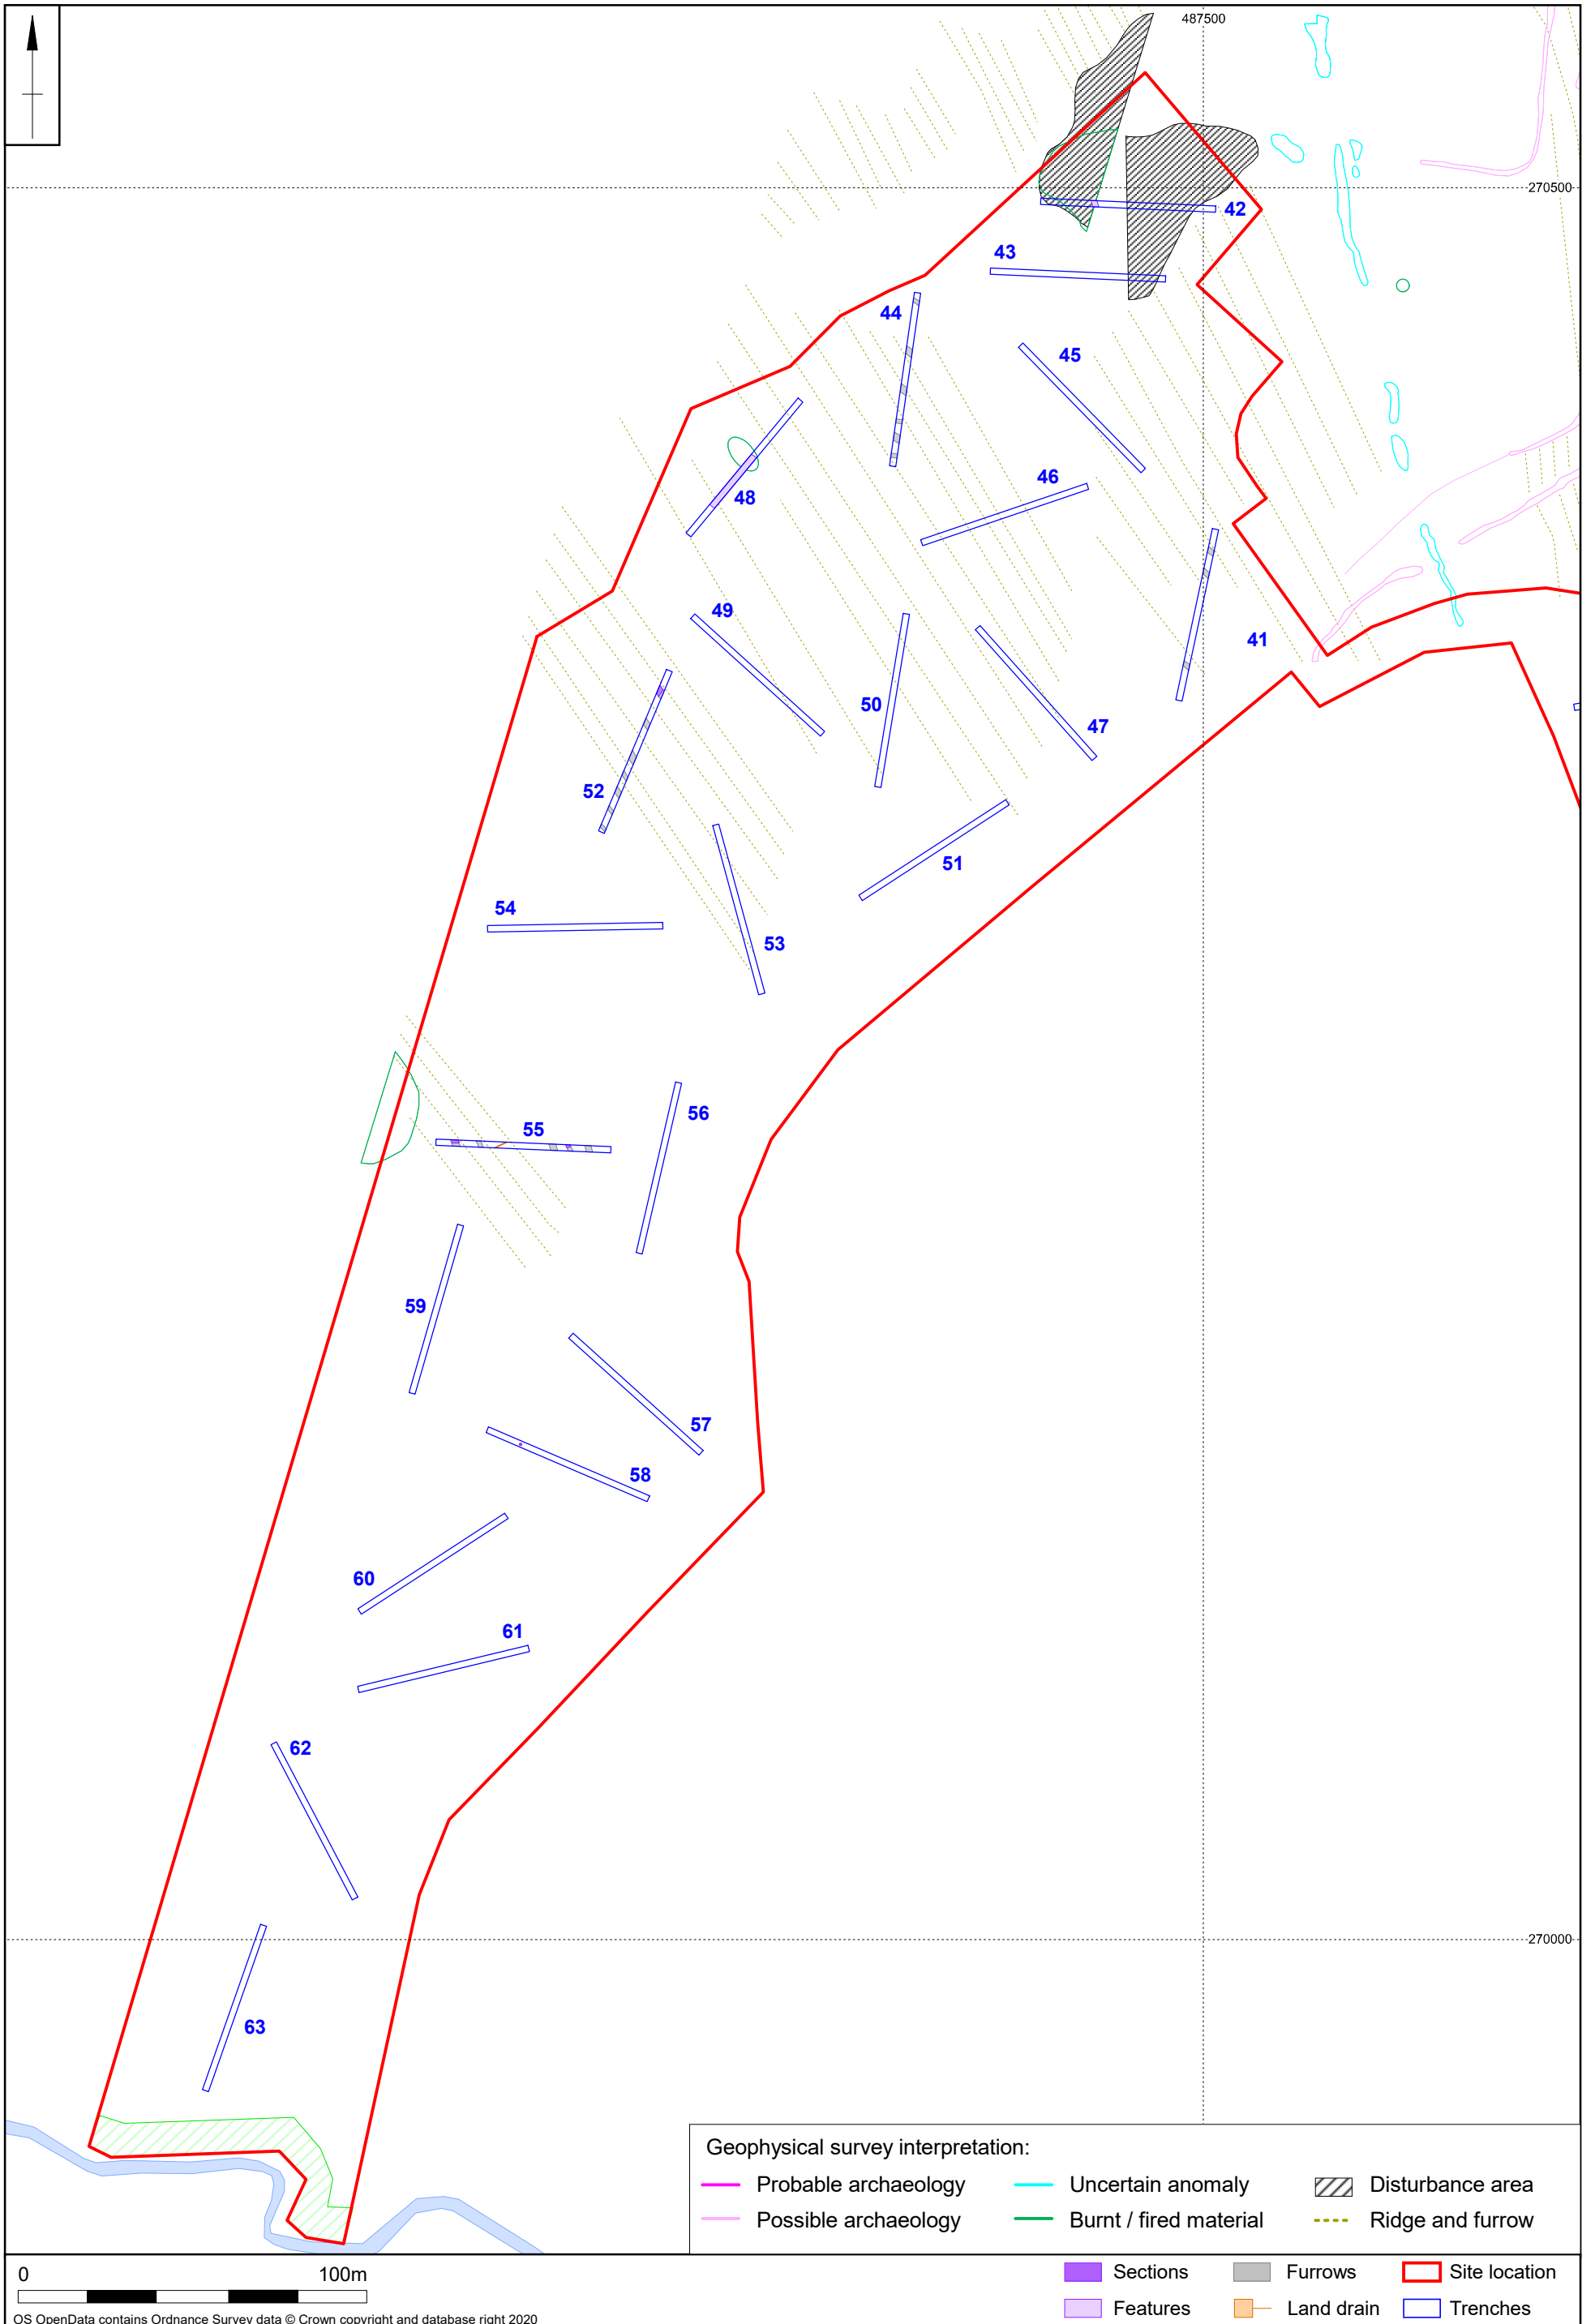 487500
270500
42
43
44
45
48
46
49
41
50
47
52
51
54
53
56
55
59
57
58
60
61
62
270000
63
Geophysical survey interpretation:
Probable archaeology
Uncertain anomaly
Disturbance area
Possible archaeology
Burnt / fired material
Ridge and furrow
0 100m
Sections
Furrows
Site location
Features
Land drain
Trenches
OS OpenData contains Ordnance Survey data © Crown copyright and database right 2020